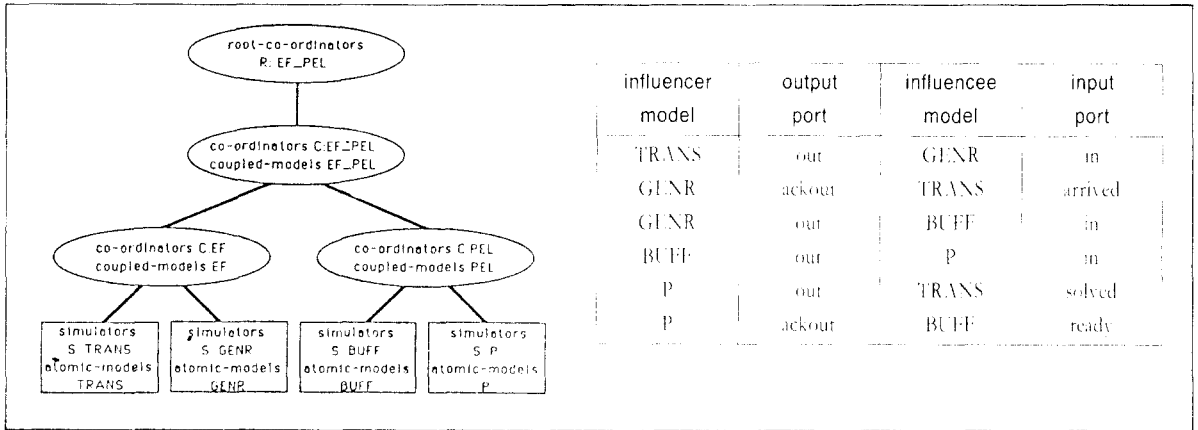 root-co-ordinators
R: EF_PEL
co-ordinators C:EF_PEL
coupled-models EF_PEL
co-ordinators C.EF
coupled-models EF
co-ordinators C PEL
coupled-models PEL
simulators
S TRANS
atomic-models
TRANS
simulators
S GENR
atomic-models
GENR
simulators
S BUFF
atomic-models
BUFF
simulators
S P
atomic-models
P
influencer output influencee input
model port model port
TRANS out GENR in
GENR ackout TRANS arrived
GENR out BUFF in
BUFF out P in
P out TRANS solved
P ackout BUFF ready